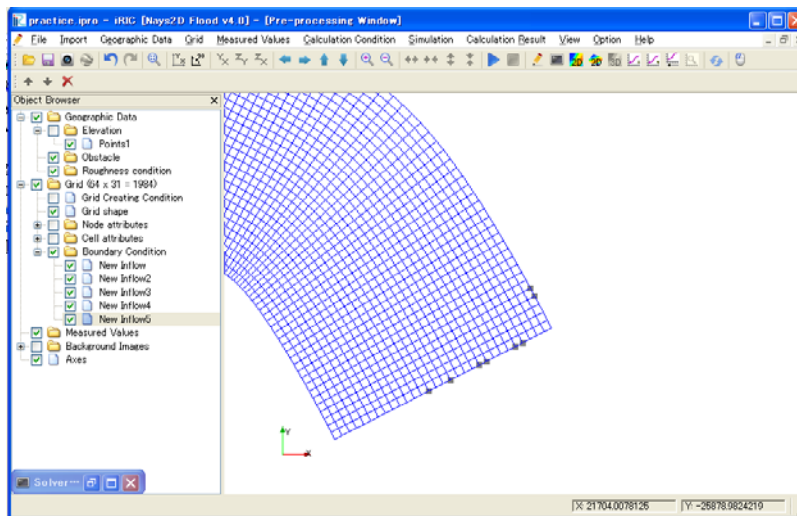 practice.ipro - iRIC [Nays2D Flood v4.0] - [Pre-processing Window]
File Import Geographic Data Grid Measured Values Calculation Condition Simulation Calculation Result View Option Help
Object Browser
Geographic Data
Elevation
Points1
Obstacle
Roughness condition
Grid (64 x 31 = 1984)
Grid Creating Condition
Grid shape
Node attributes
Cell attributes
Boundary Condition
New Inflow
New Inflow2
New Inflow3
New Inflow4
New Inflow5
Measured Values
Background Images
Axes
Y
X
Solver...
X: 21704.0078125 Y: -25878.9824219